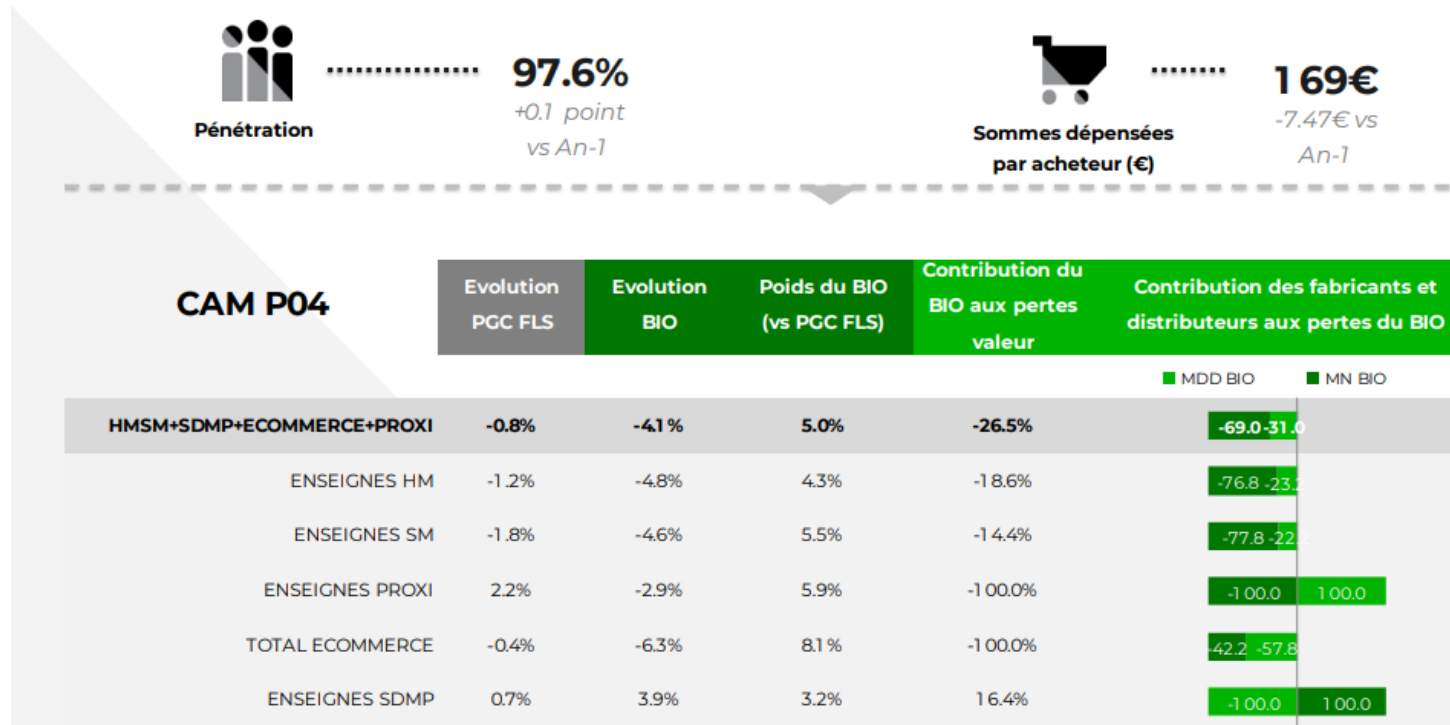 97.6%
+0.1 point
vs An-1
Pénétration
169€
-7.47€ vs
An-1
Sommes dépensées
par acheteur (€)
CAM P04
Evolution
PGC FLS
Evolution
BIO
Poids du BIO
(vs PGC FLS)
Contribution du
BIO aux pertes
valeur
Contribution des fabricants et
distributeurs aux pertes du BIO
MDD BIO MN BIO
HMSM+SDMP+ECOMMERCE+PROXI -0.8% -4.1% 5.0% -26.5% -69.0 -31.0
ENSEIGNES HM -1.2% -4.8% 4.3% -18.6% -76.8 -23.2
ENSEIGNES SM -1.8% -4.6% 5.5% -14.4% -77.8 -22.2
ENSEIGNES PROXI 2.2% -2.9% 5.9% -100.0% -100.0 100.0
TOTAL ECOMMERCE -0.4% -6.3% 8.1% -100.0% -42.2 -57.8
ENSEIGNES SDMP 0.7% 3.9% 3.2% 16.4% -100.0 100.0